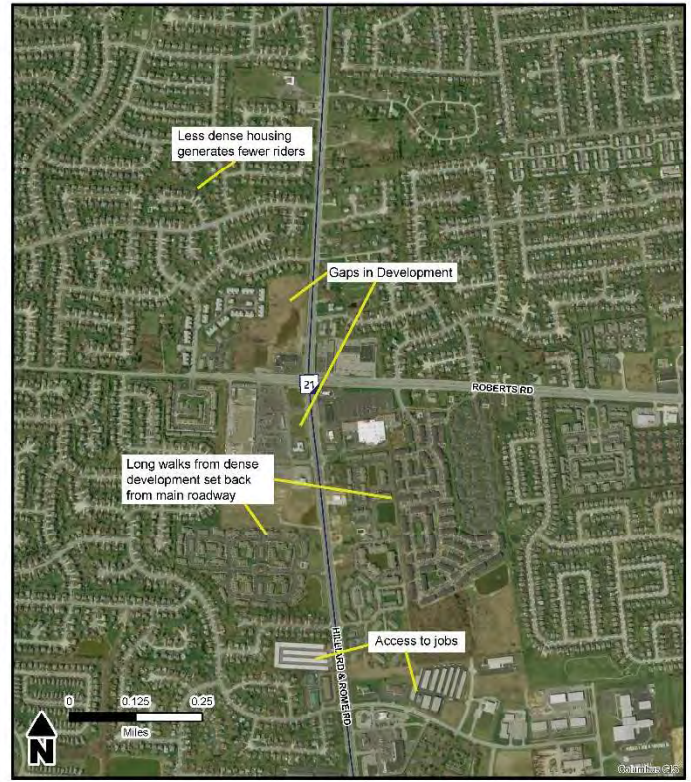 Less dense housing
generates fewer riders
Gaps in Development
21
ROBERTS RD
Long walks from dense
development set back
from main roadway
Access to jobs
HILLIARD & ROME RD
0 0.125 0.25
Miles
N
Columbus GIS